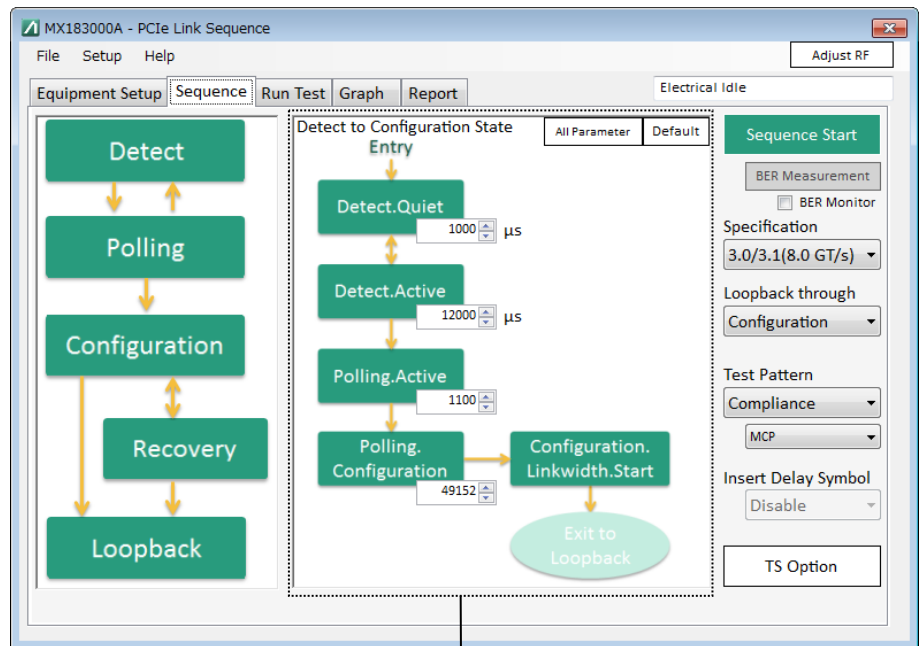 MX183000A - PCIe Link Sequence
File Setup Help
Adjust RF
Equipment Setup Sequence Run Test Graph Report
Electrical Idle
Detect
Polling
Configuration
Recovery
Loopback
Detect to Configuration State
All Parameter
Default
Entry
Detect.Quiet
1000 µs
Detect.Active
12000 µs
Polling.Active
1100
Polling.
Configuration
49152
Configuration.
Linkwidth.Start
Exit to
Loopback
Sequence Start
BER Measurement
BER Monitor
Specification
3.0/3.1(8.0 GT/s)
Loopback through
Configuration
Test Pattern
Compliance
MCP
Insert Delay Symbol
Disable
TS Option